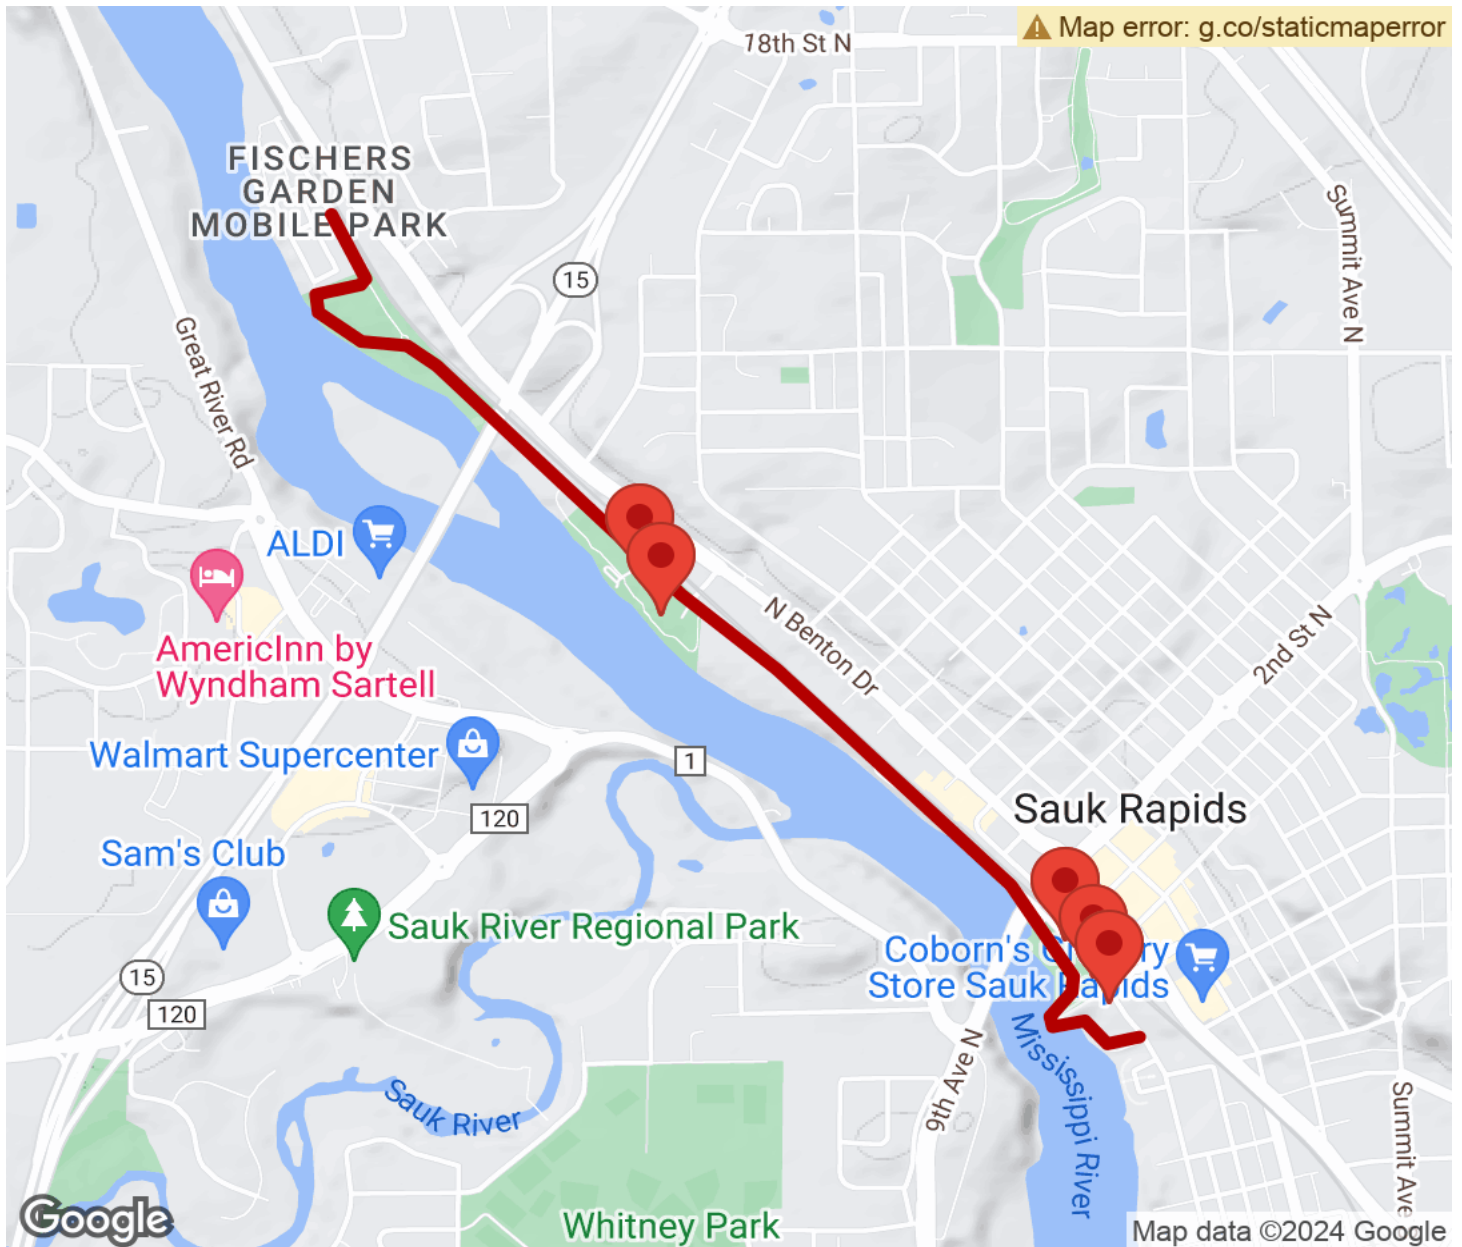 Map error: g.co/staticmaperror
18th St N
FISCHERS
GARDEN
MOBILE PARK
Summit Ave N
15
Great River Rd
ALDI
AmericInn by
Wyndham Sartell
N Benton Dr
2nd St N
Walmart Supercenter
1
120
Sauk Rapids
Sam's Club
Sauk River Regional Park
Coborn's
Store Sauk Rapids
15
120
Mississippi River
9th Ave N
Sauk River
Summit Ave
Whitney Park
Google
Map data ©2024 Google